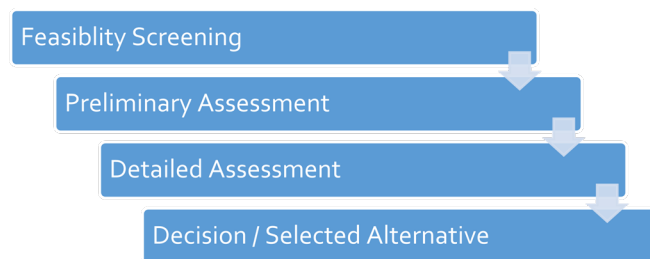 Feasiblity Screening
Preliminary Assessment
Detailed Assessment
Decision / Selected Alternative